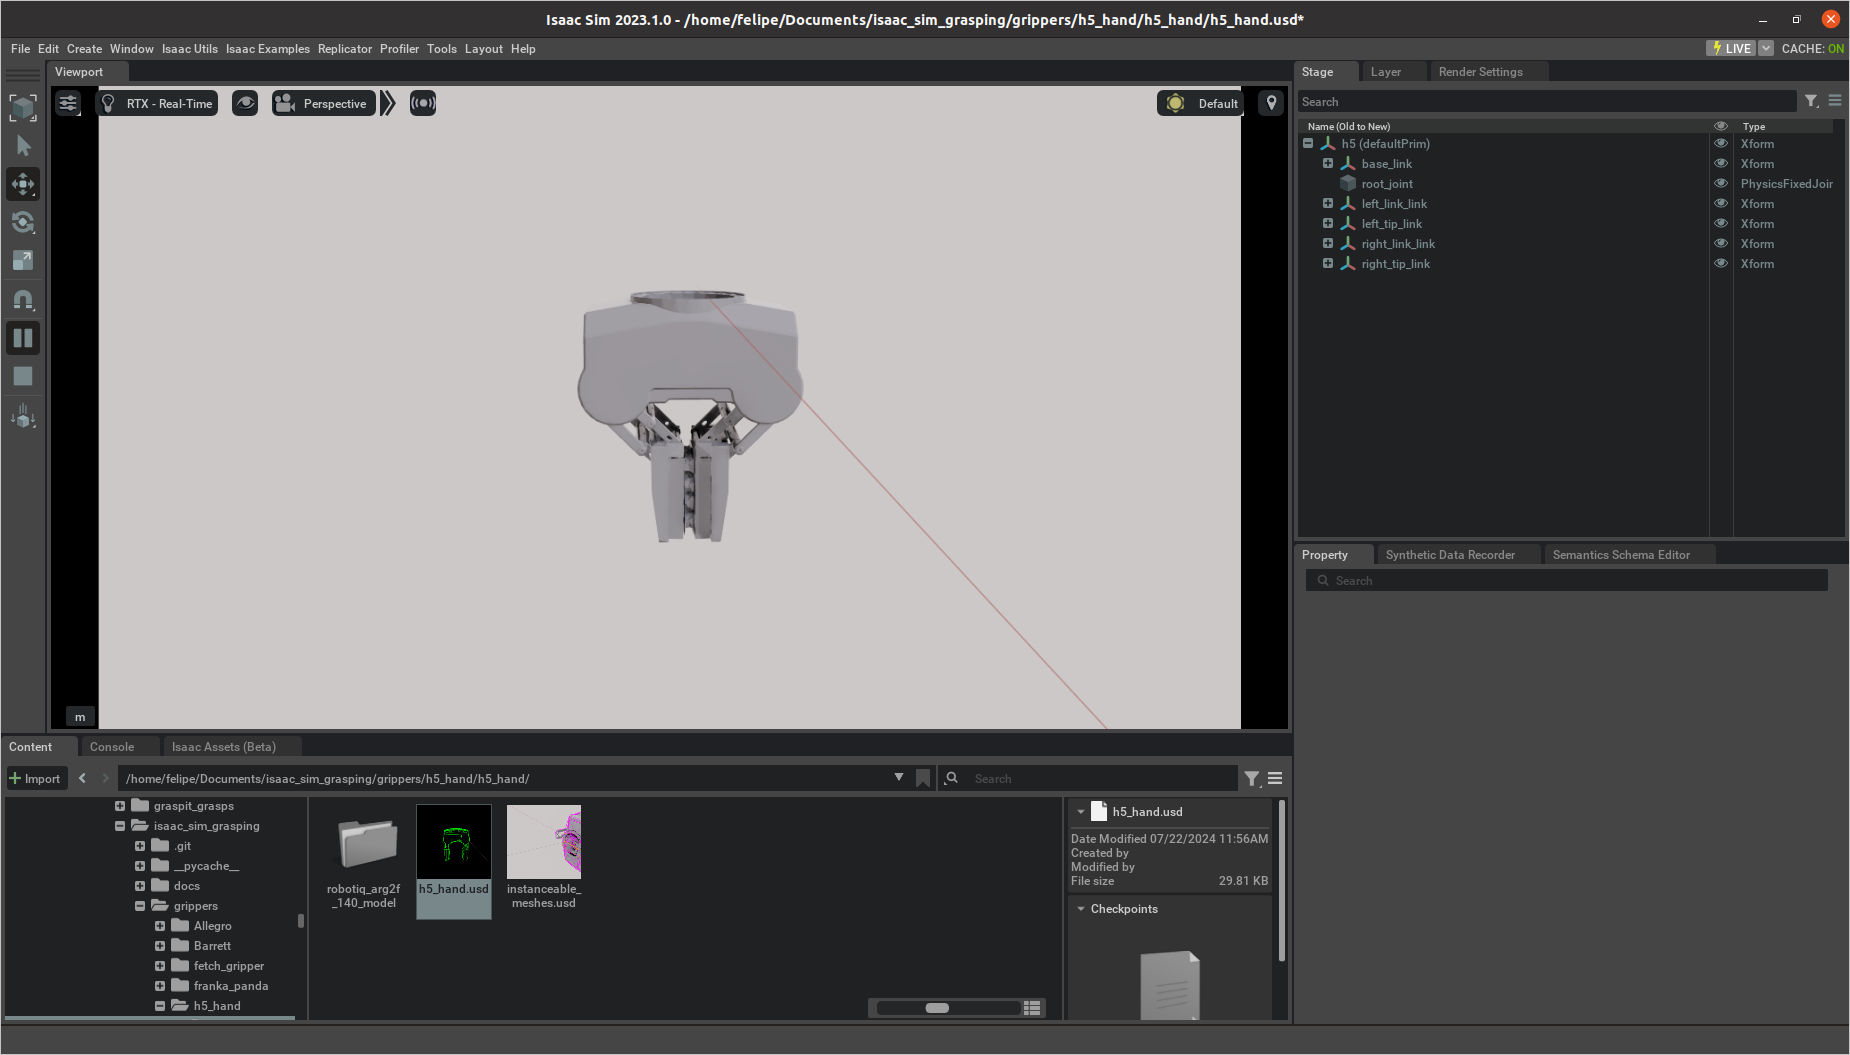 Isaac Sim 2023.1.0 - /home/felipe/Documents/isaac_sim_grasping/grippers/h5_hand/h5_hand/h5_hand.usd*
File Edit Create Window Isaac Utils Isaac Examples Replicator Profiler Tools Layout Help
LIVE CACHE: ON
Viewport
RTX - Real-Time
Perspective
Default
m
Stage Layer Render Settings
Search
Name (Old to New) Type
h5 (defaultPrim) Xform
base_link Xform
root_joint PhysicsFixedJoin
left_link_link Xform
left_tip_link Xform
right_link_link Xform
right_tip_link Xform
Property Synthetic Data Recorder Semantics Schema Editor
Search
Content Console Isaac Assets (Beta)
Import
/home/felipe/Documents/isaac_sim_grasping/grippers/h5_hand/h5_hand/
Search
graspit_grasps
isaac_sim_grasping
.git
__pycache__
docs
grippers
Allegro
Barrett
fetch_gripper
franka_panda
h5_hand
robotiq_arg2f
_140_model
h5_hand.usd
instanceable_
meshes.usd
h5_hand.usd
Date Modified 07/22/2024 11:56AM
Created by
Modified by
File size 29.81 KB
Checkpoints